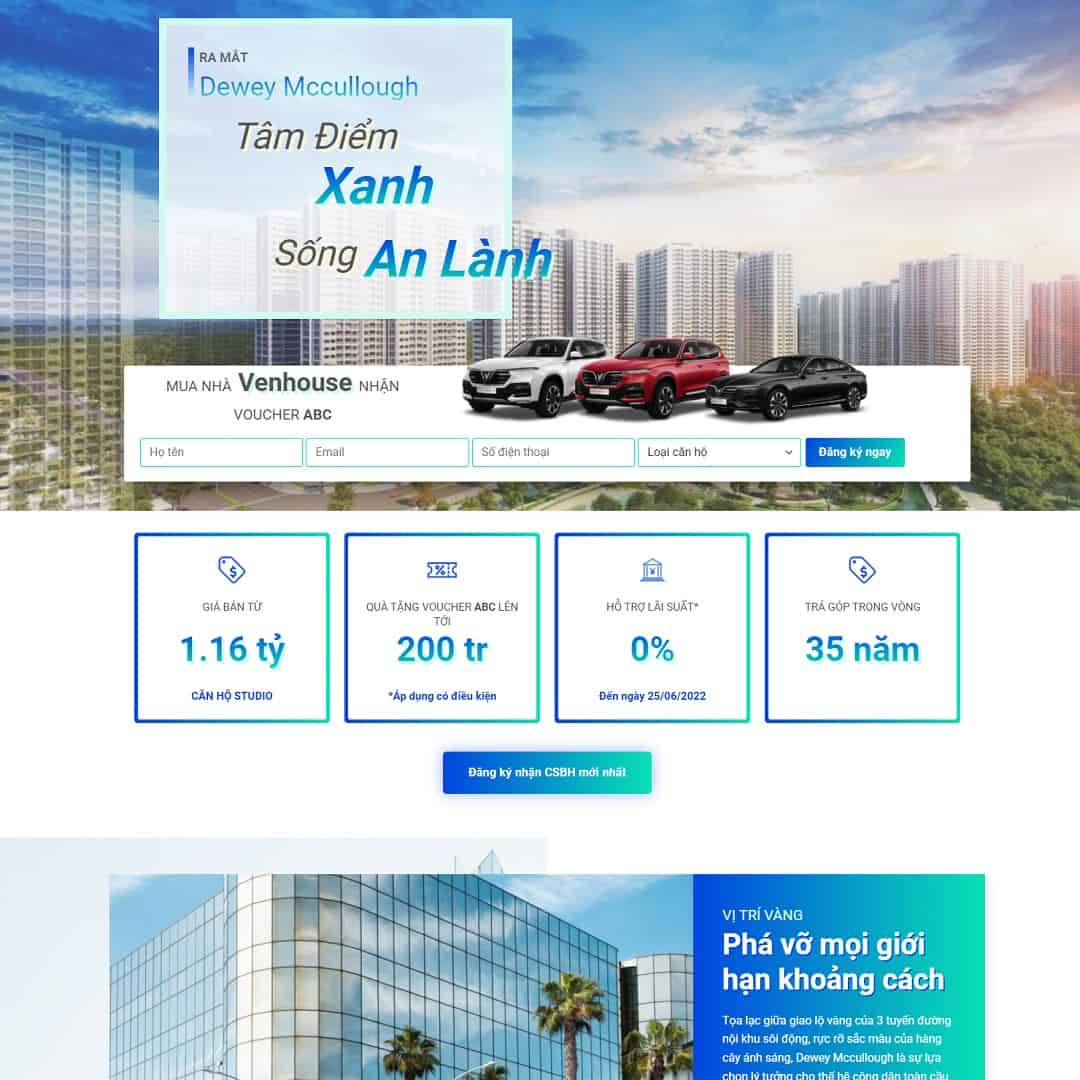 RA MẮT
Dewey Mccullough
Tâm Điểm
Xanh
Sống An Lành
MUA NHÀ Venhouse NHẬN
VOUCHER ABC
Họ tên
Email
Số điện thoại
Loại căn hộ
Đăng ký ngay
GIÁ BÁN TỪ
1.16 tỷ
CĂN HỘ STUDIO
QUÀ TẶNG VOUCHER ABC LÊN
TỚI
200 tr
*Áp dụng có điều kiện
HỖ TRỢ LÃI SUẤT*
0%
Đến ngày 25/06/2022
TRẢ GÓP TRONG VÒNG
35 năm
Đăng ký nhận CSBH mới nhất
VỊ TRÍ VÀNG
Phá vỡ mọi giới
hạn khoảng cách
Tọa lạc giữa giao lộ vàng của 3 tuyến đường
nội khu sôi động, rực rỡ sắc màu của hàng
cây ánh sáng, Dewey Mccullough là sự lựa
chọn lý tưởng cho thế hệ công dân toàn cầu